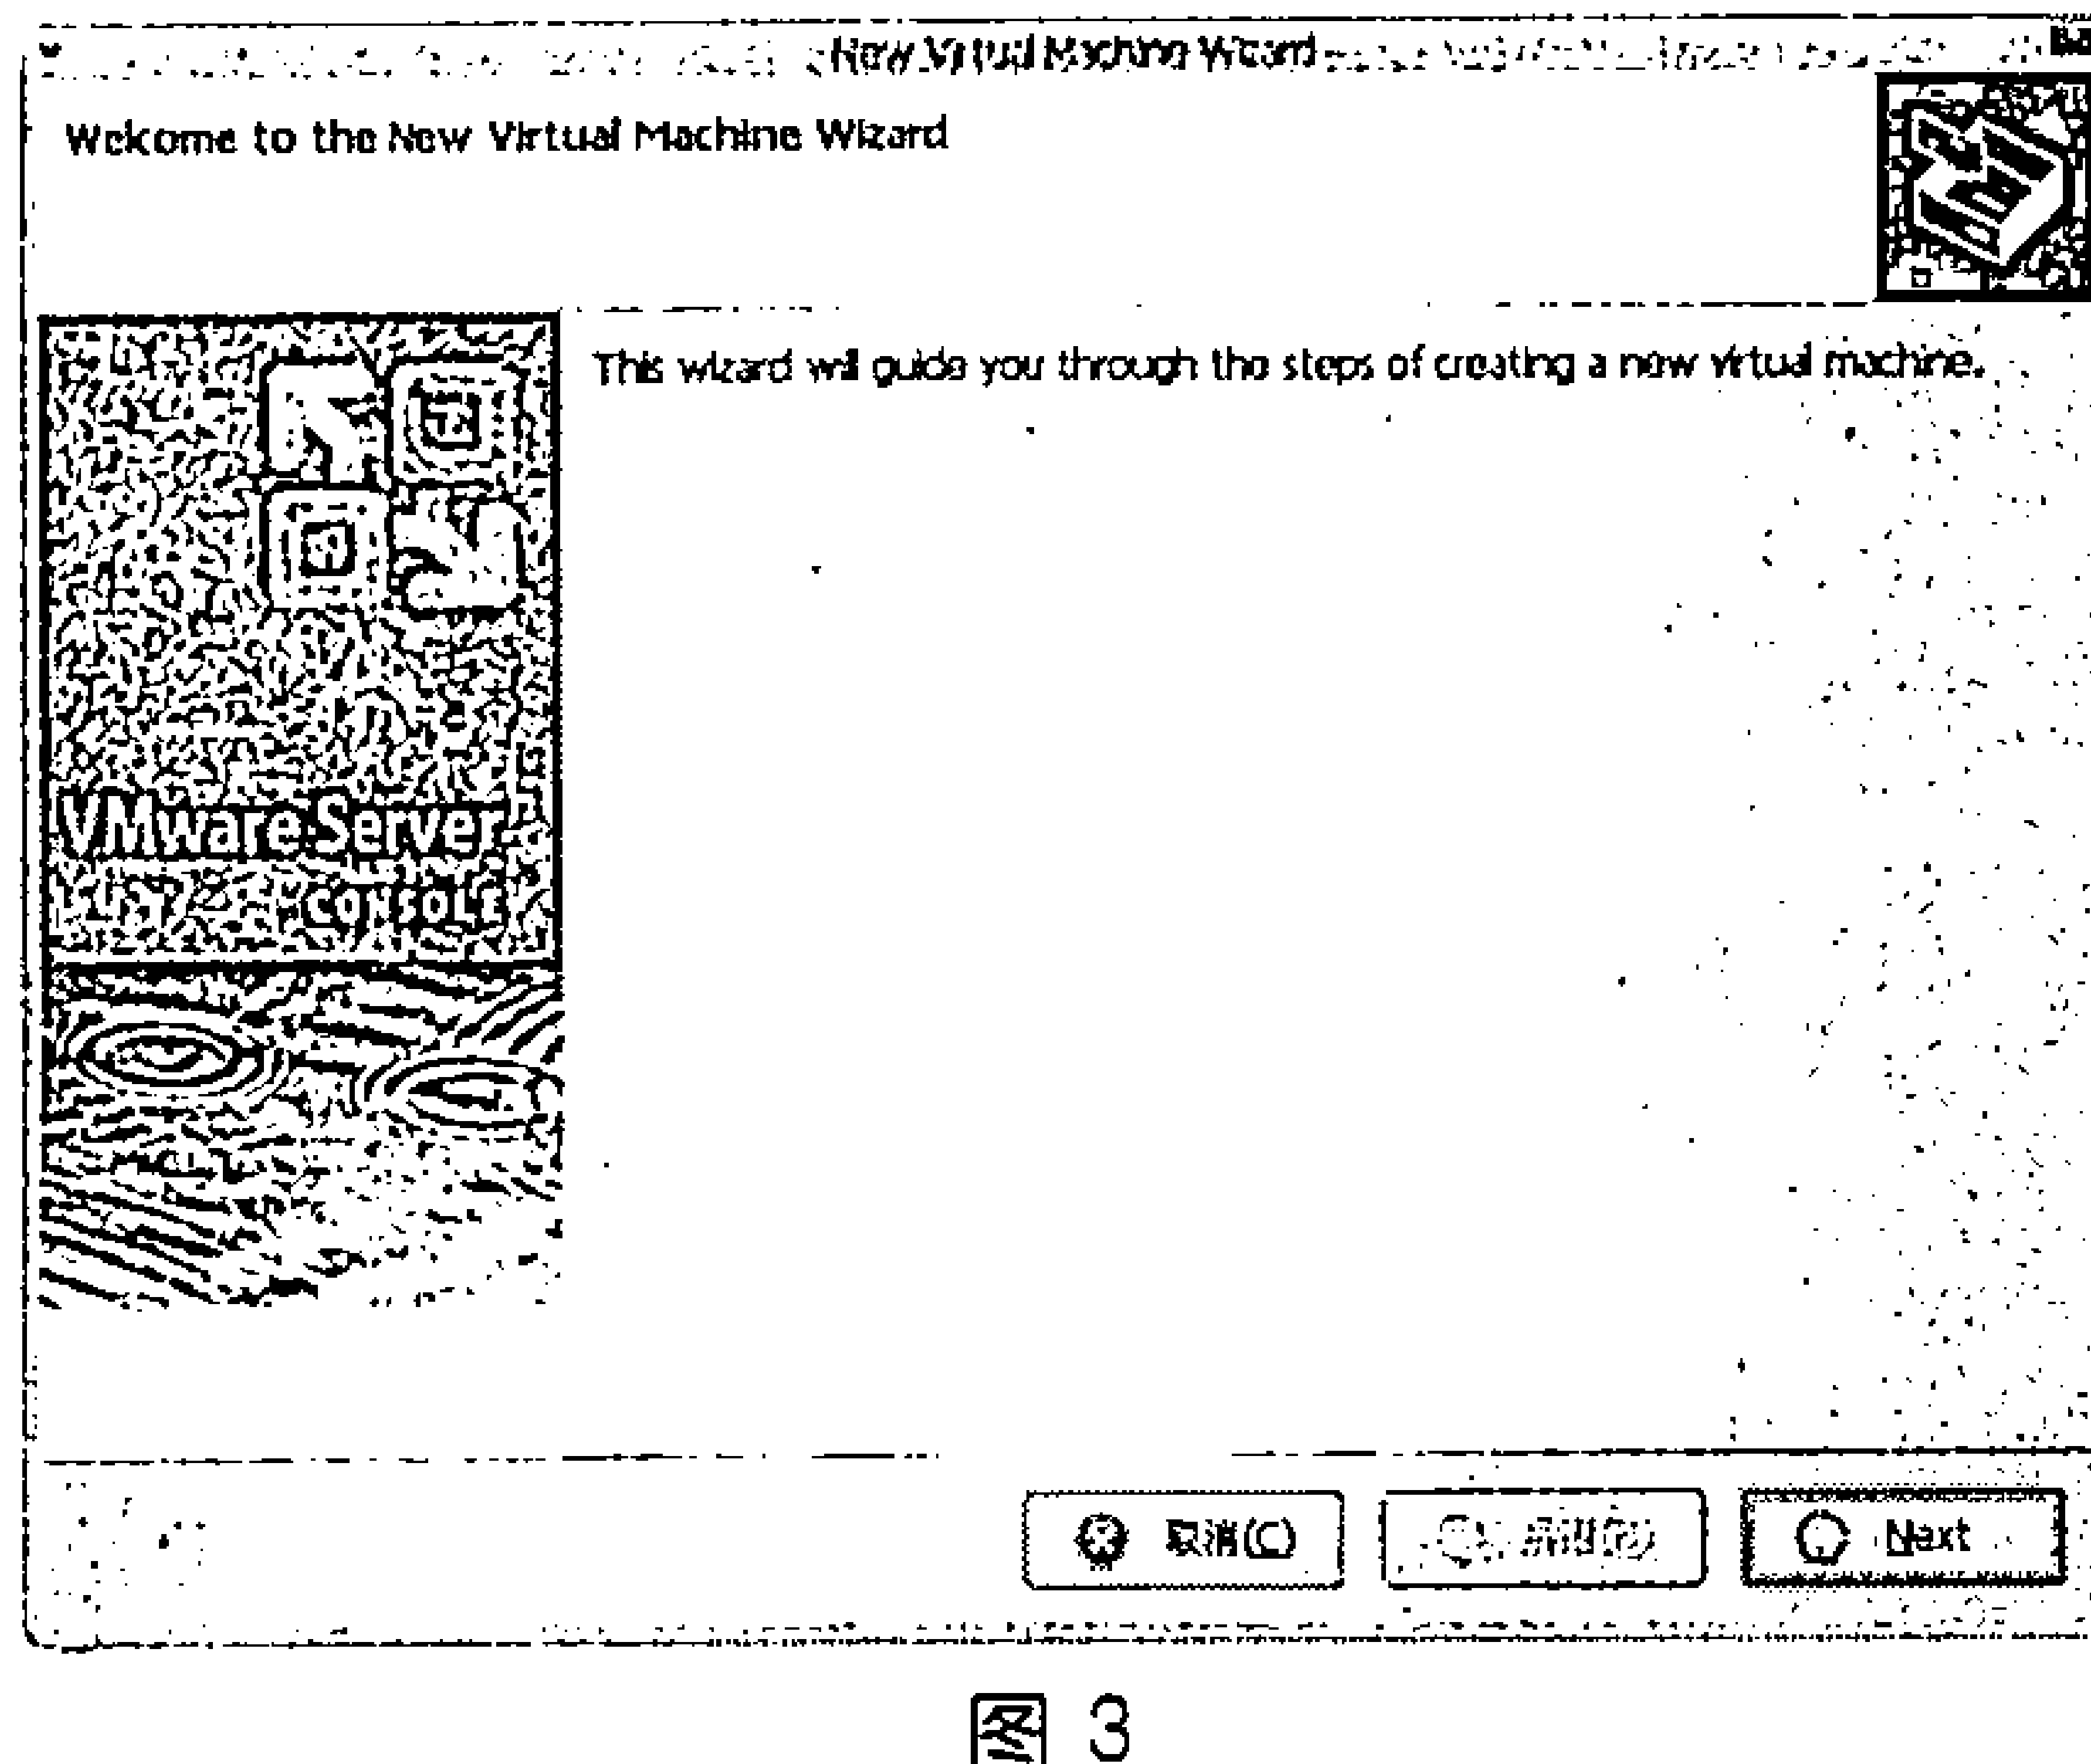 New Virtual Machine Wizard
Welcome to the New Virtual Machine Wizard
This wizard will guide you through the steps of creating a new virtual machine.
VMware Server
CONSOLE
取消(C)
Next
图 3